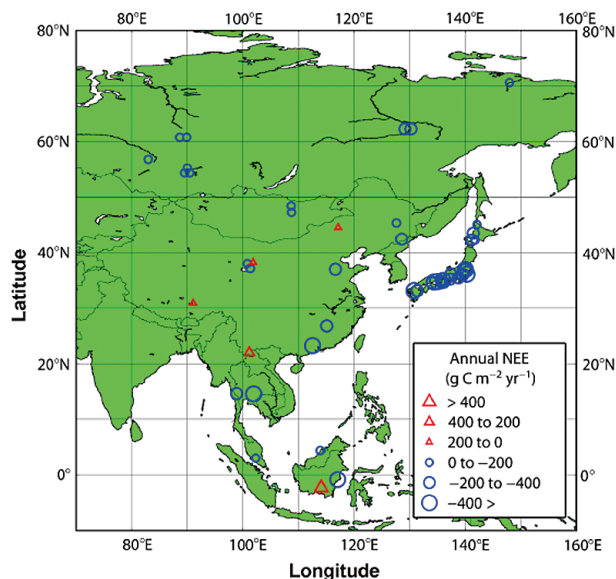 80°E 100°E 120°E 140°E 160°E
80°N 80°N
60°N 60°N
40°N 40°N
20°N 20°N
0° 0°
80°E 100°E 120°E 140°E 160°E
Latitude
Longitude
Annual NEE
(g C m⁻² yr⁻¹)
> 400
400 to 200
200 to 0
0 to −200
−200 to −400
−400 >